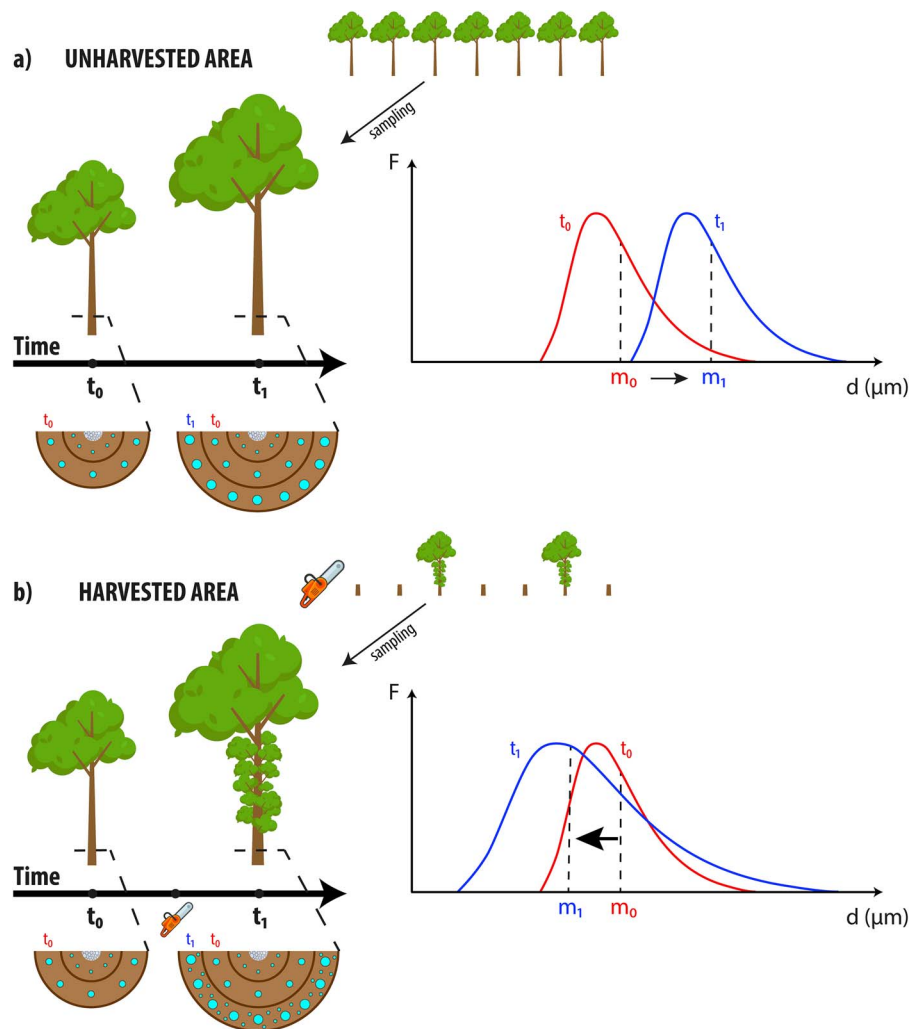 a) UNHARVESTED AREA
sampling
F
t₀
t₁
Time
t₀
t₁
m₀
m₁
d (µm)
t₀
t₁ t₀
b) HARVESTED AREA
sampling
F
t₁
t₀
Time
t₀
t₁
m₁
m₀
d (µm)
t₀
t₁ t₀